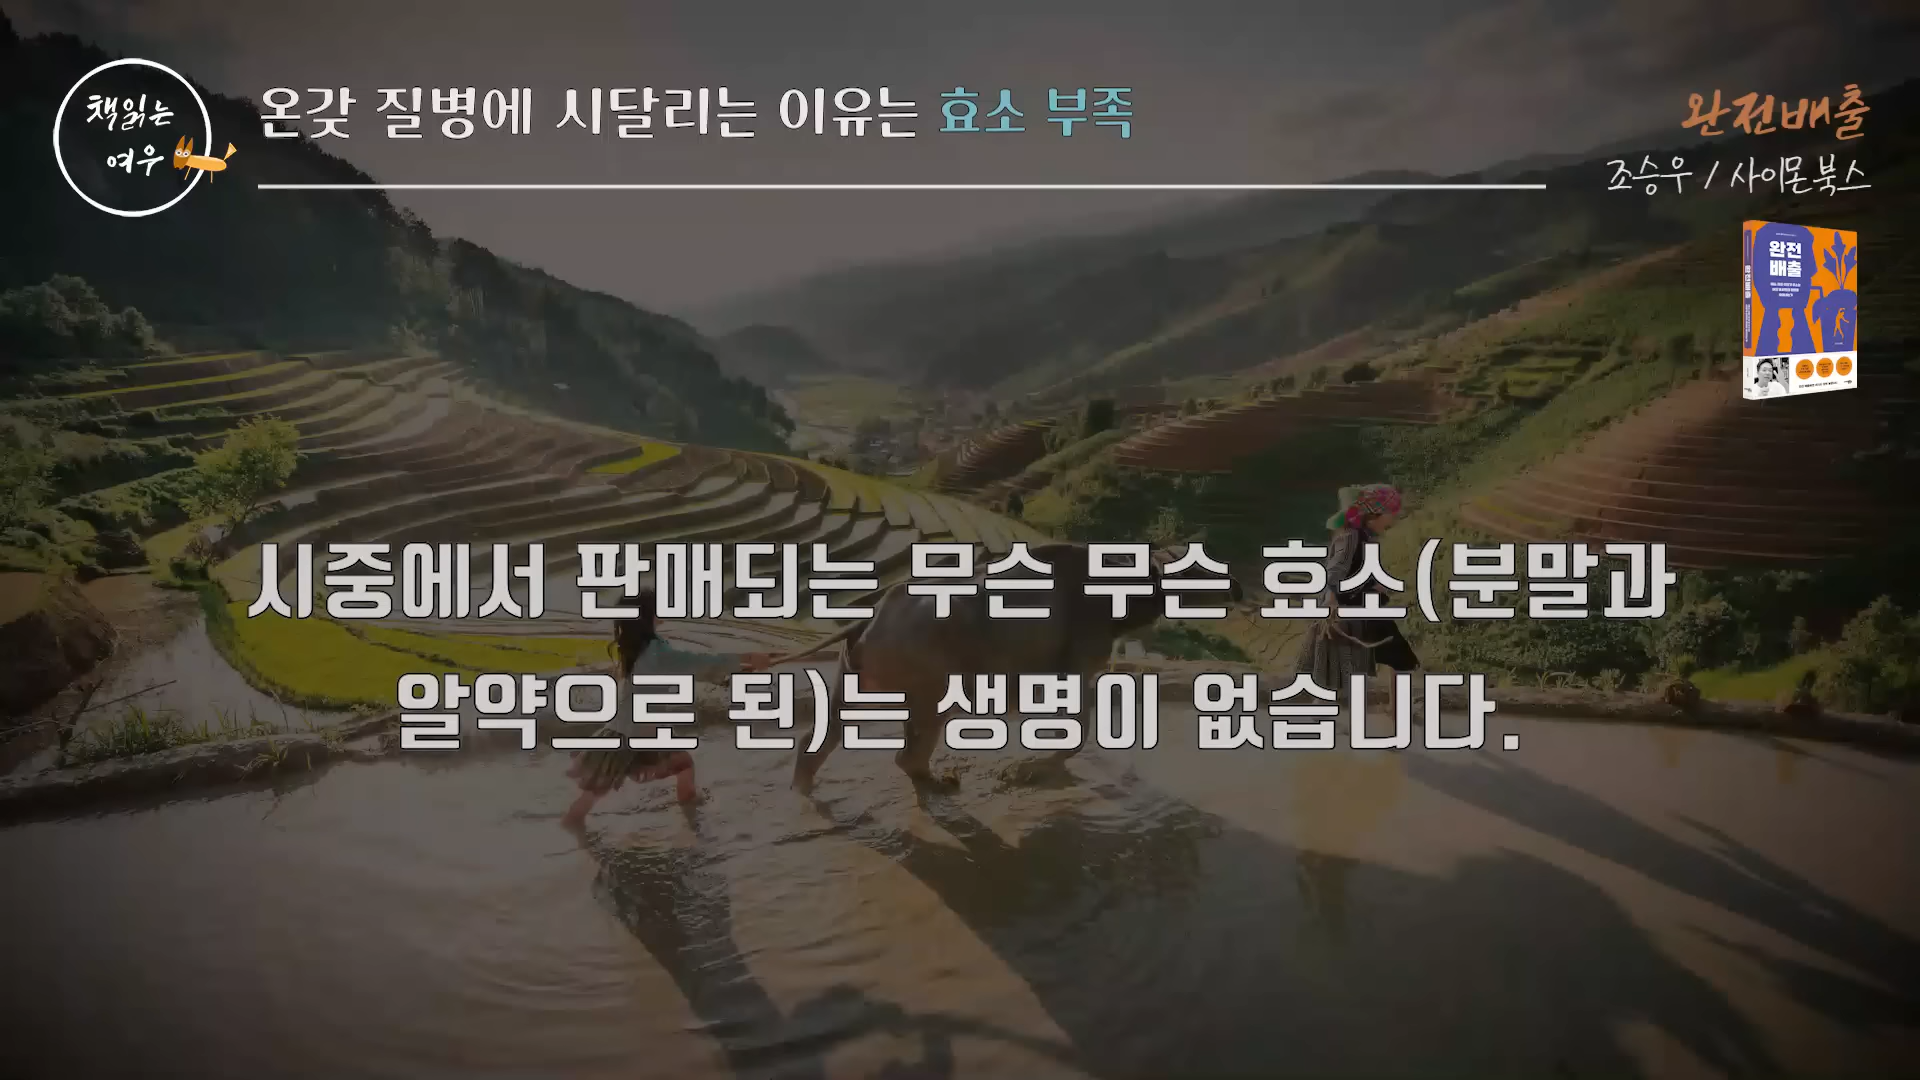 책읽는
여우
온갖 질병에 시달리는 이유는 효소 부족
완전배출
조승우 / 사이몬북스
완전
배출
시중에서 판매되는 무슨 무슨 효소(분말과
알약으로 된)는 생명이 없습니다.